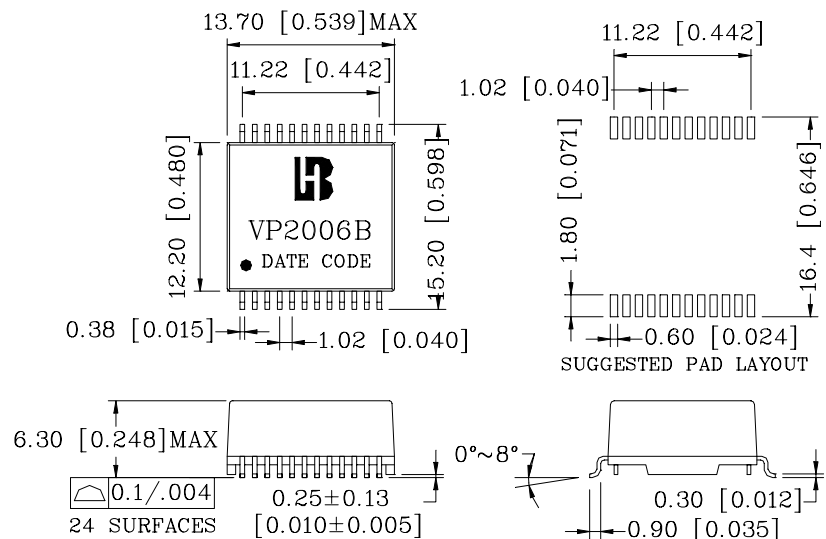 13.70 [0.539]MAX
11.22 [0.442]
12.20 [0.480]
HB
VP2006B
DATE CODE
15.20 [0.598]
0.38 [0.015]
1.02 [0.040]
11.22 [0.442]
1.02 [0.040]
1.80 [0.071]
16.4 [0.646]
0.60 [0.024]
SUGGESTED PAD LAYOUT
6.30 [0.248]MAX
0.1/.004
24 SURFACES
0.25±0.13
[0.010±0.005]
0°~8°
0.30 [0.012]
0.90 [0.035]